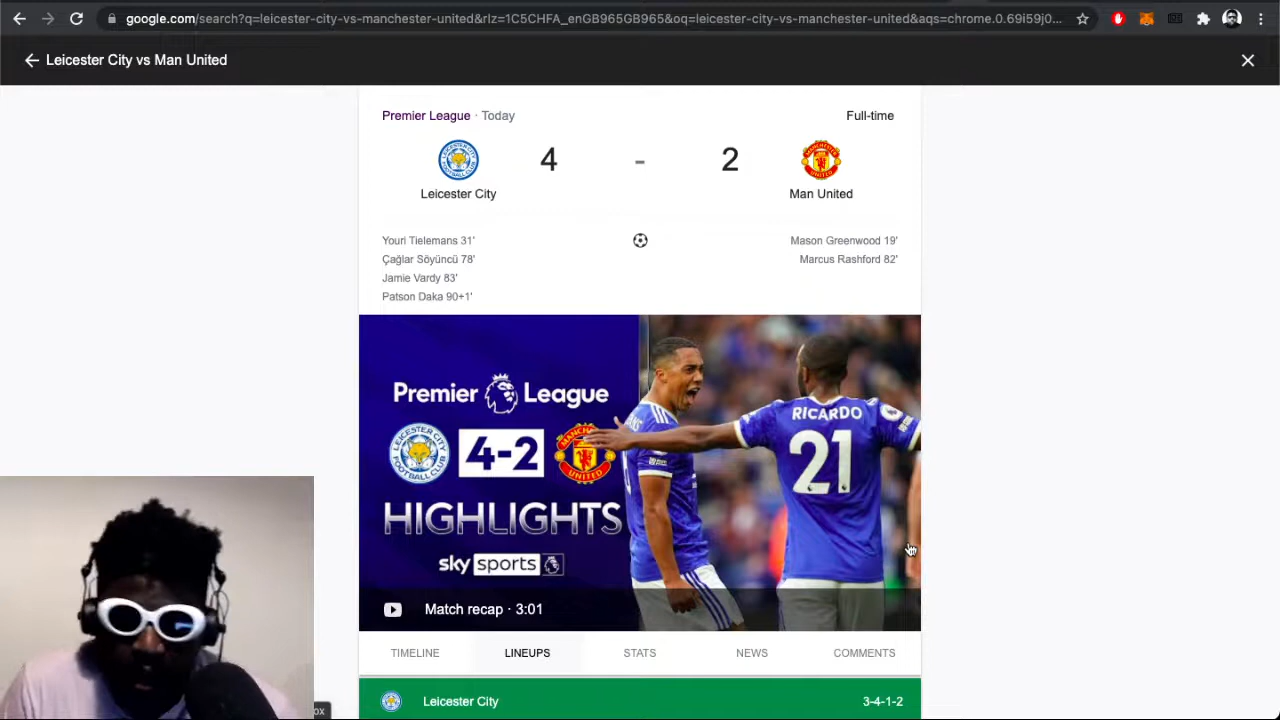 google.com/search?q=leicester-city-vs-manchester-united&rlz=1C5CHFA_enGB965GB965&oq=leicester-city-vs-manchester-united&aqs=chrome.0.69i59j0...
Leicester City vs Man United
Premier League · Today
Full-time
4 - 2
Leicester City
Man United
Youri Tielemans 31'
Mason Greenwood 19'
Çağlar Söyüncü 78'
Marcus Rashford 82'
Jamie Vardy 83'
Patson Daka 90+1'
Premier League
4-2
HIGHLIGHTS
sky sports
RICARDO
21
Match recap · 3:01
TIMELINE
LINEUPS
STATS
NEWS
COMMENTS
Leicester City
3-4-1-2